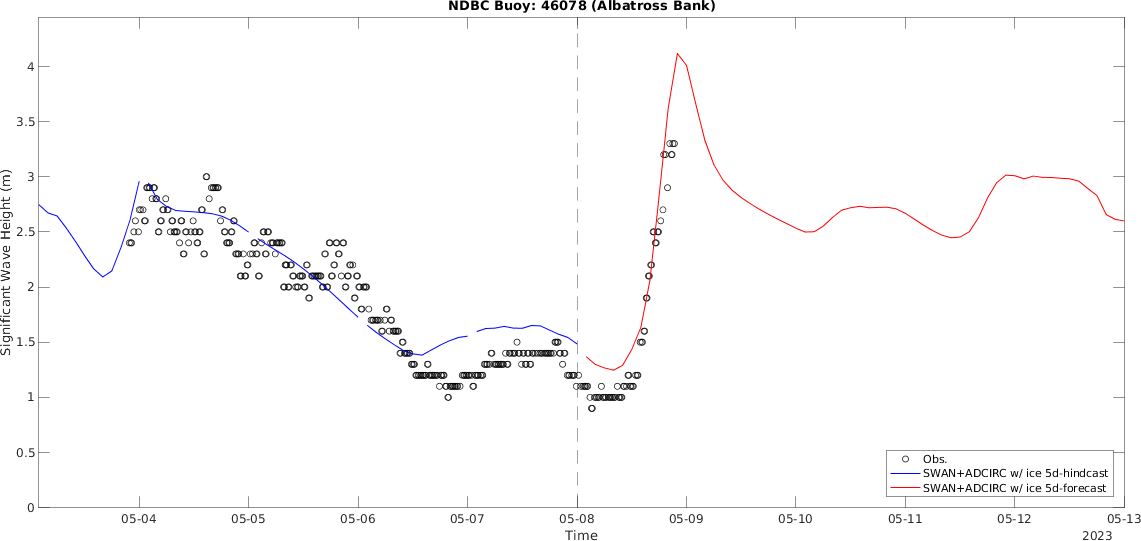 NDBC Buoy: 46078 (Albatross Bank)
Significant Wave Height (m)
4
3.5
3
2.5
2
1.5
1
0.5
0
05-04 05-05 05-06 05-07 05-08 05-09 05-10 05-11 05-12 05-13
Time
2023
Obs.
SWAN+ADCIRC w/ ice 5d-hindcast
SWAN+ADCIRC w/ ice 5d-forecast